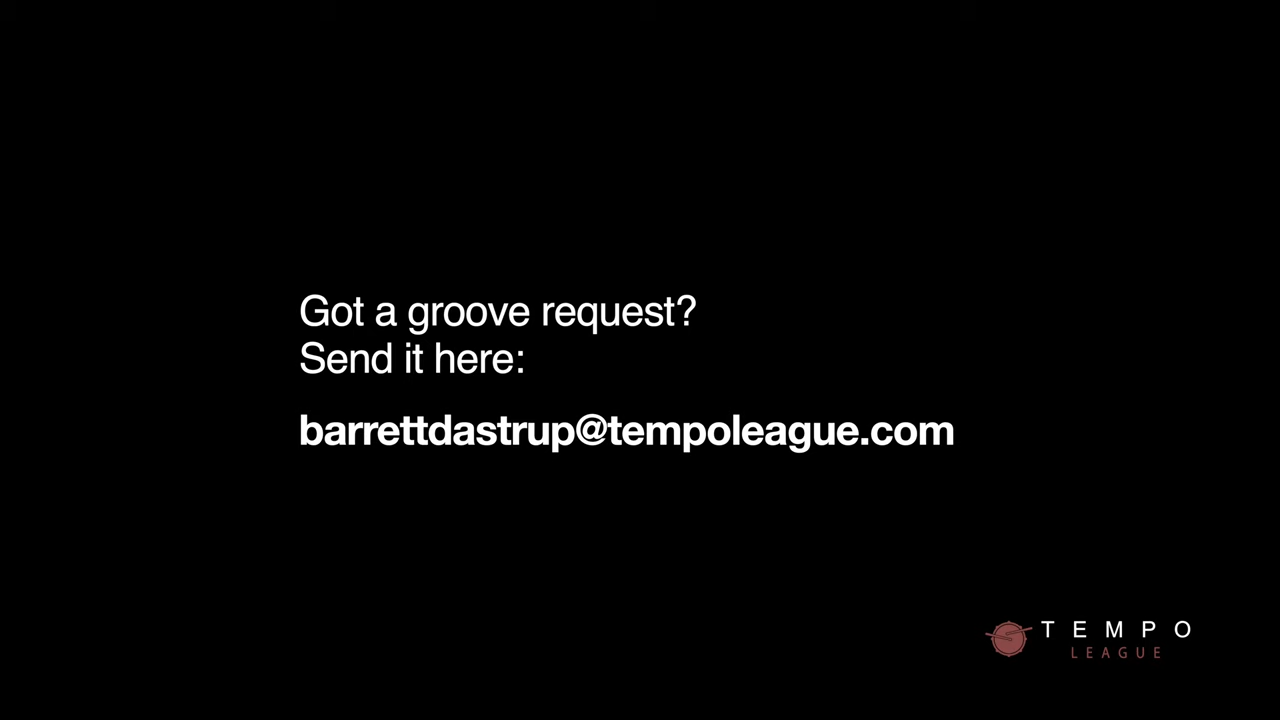 Got a groove request?
Send it here:
barrettdastrup@tempoleague.com
TEMPO
LEAGUE